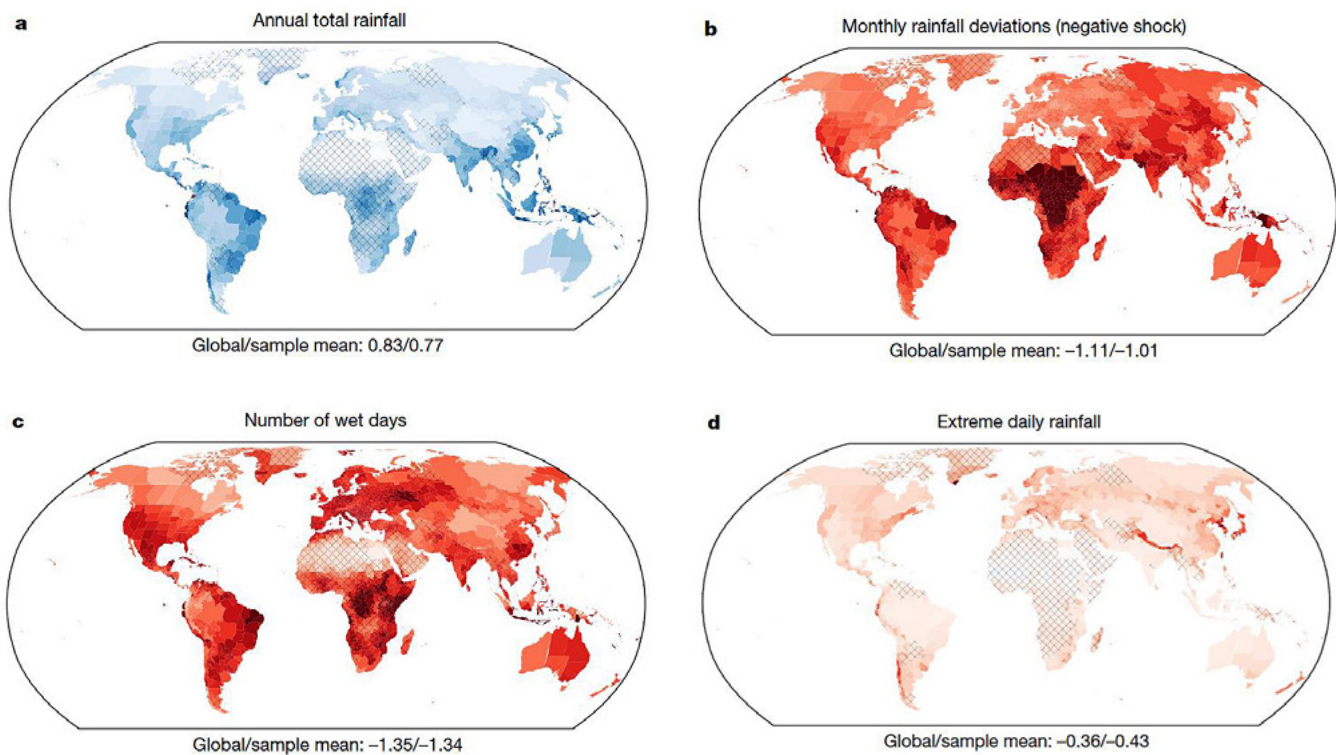 a
Annual total rainfall
Global/sample mean: 0.83/0.77
b
Monthly rainfall deviations (negative shock)
Global/sample mean: –1.11/–1.01
c
Number of wet days
Global/sample mean: –1.35/–1.34
d
Extreme daily rainfall
Global/sample mean: –0.36/–0.43